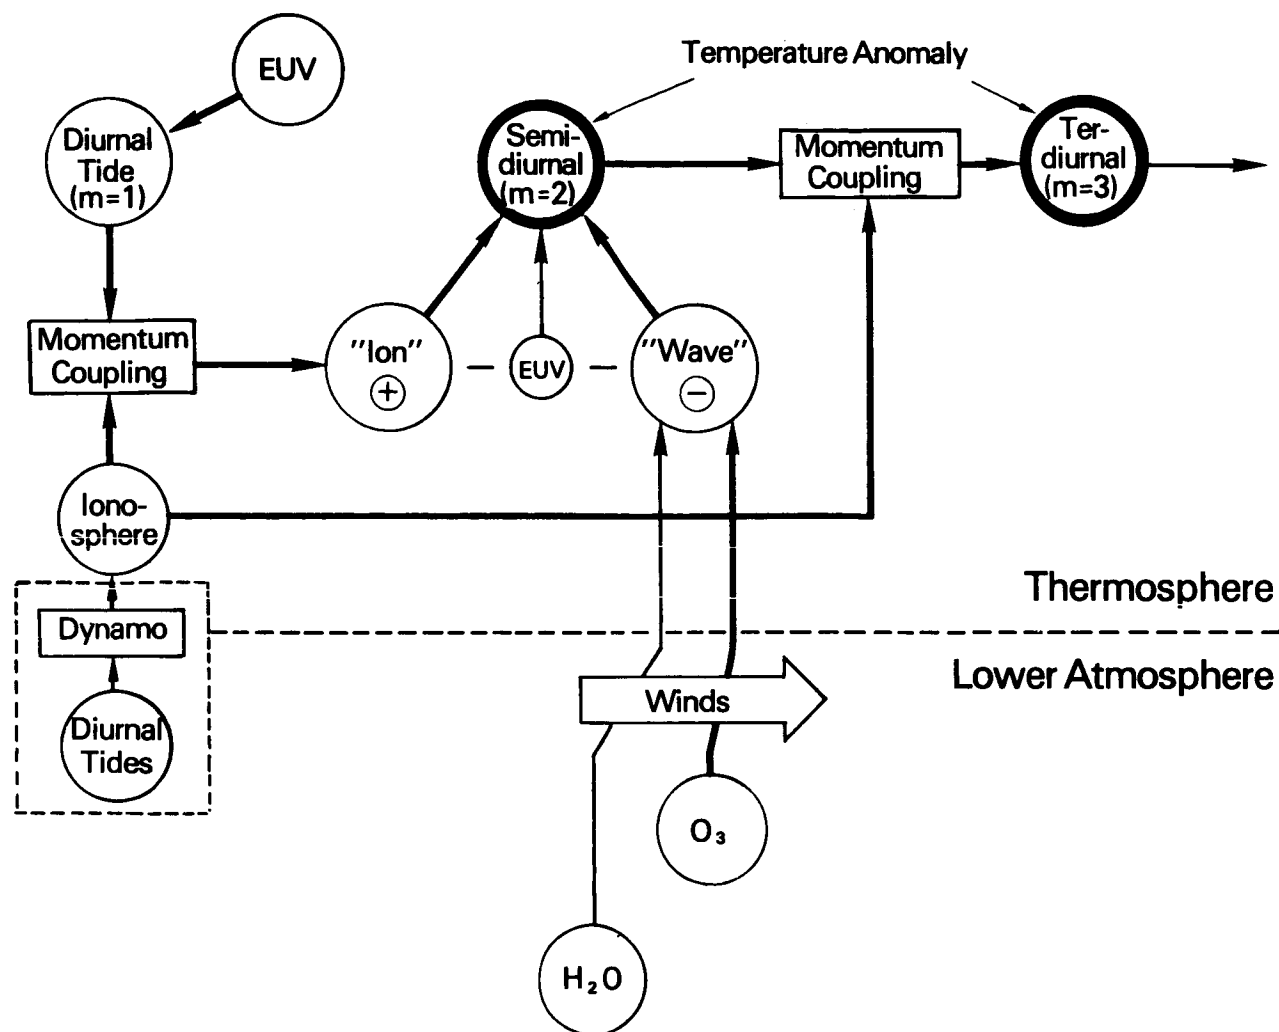 EUV
Temperature Anomaly
Diurnal
Tide
(m=1)
Semi-
diurnal
(m=2)
Momentum
Coupling
Ter-
diurnal
(m=3)
Momentum
Coupling
"Ion"
+
EUV
"Wave"
−
Iono-
sphere
Thermosphere
Dynamo
Lower Atmosphere
Winds
Diurnal
Tides
O₃
H₂O